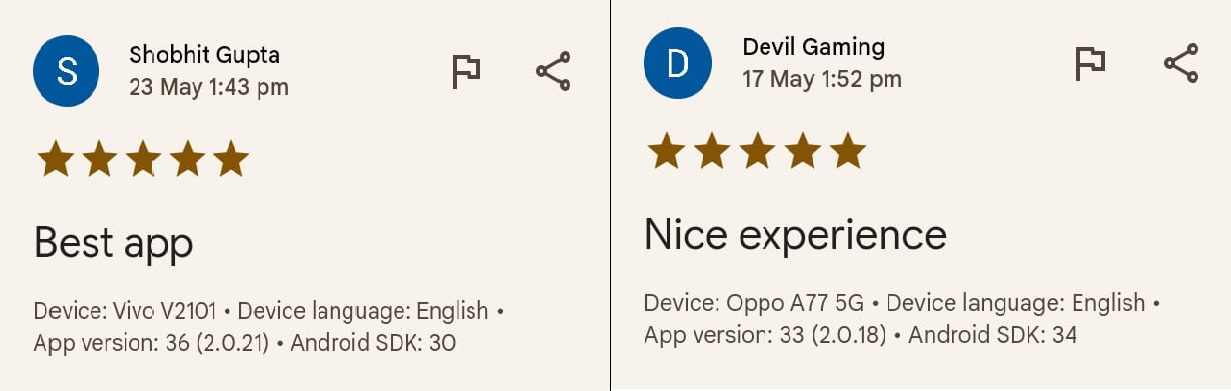 S
Shobhit Gupta
23 May 1:43 pm
Best app
Device: Vivo V2101 • Device language: English •
App version: 36 (2.0.21) • Android SDK: 30
D
Devil Gaming
17 May 1:52 pm
Nice experience
Device: Oppo A77 5G • Device language: English •
App version: 33 (2.0.18) • Android SDK: 34